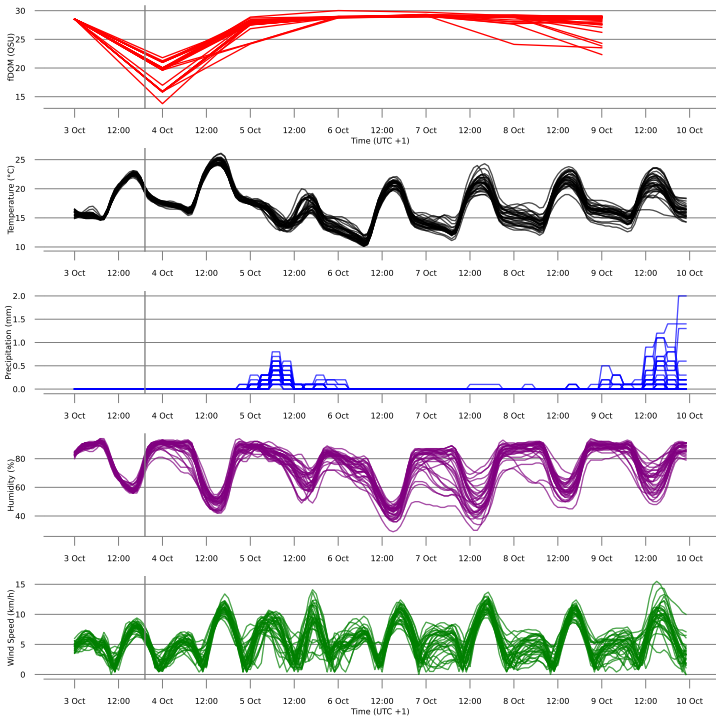 30
25
20
15
fDOM (QSU)
3 Oct 12:00 4 Oct 12:00 5 Oct 12:00 6 Oct 12:00 7 Oct 12:00 8 Oct 12:00 9 Oct 12:00 10 Oct
Time (UTC +1)
25
20
15
10
Temperature (°C)
3 Oct 12:00 4 Oct 12:00 5 Oct 12:00 6 Oct 12:00 7 Oct 12:00 8 Oct 12:00 9 Oct 12:00 10 Oct
2.0
1.5
1.0
0.5
0.0
Precipitation (mm)
3 Oct 12:00 4 Oct 12:00 5 Oct 12:00 6 Oct 12:00 7 Oct 12:00 8 Oct 12:00 9 Oct 12:00 10 Oct
80
60
40
Humidity (%)
3 Oct 12:00 4 Oct 12:00 5 Oct 12:00 6 Oct 12:00 7 Oct 12:00 8 Oct 12:00 9 Oct 12:00 10 Oct
15
10
5
0
Wind Speed (km/h)
3 Oct 12:00 4 Oct 12:00 5 Oct 12:00 6 Oct 12:00 7 Oct 12:00 8 Oct 12:00 9 Oct 12:00 10 Oct
Time (UTC +1)